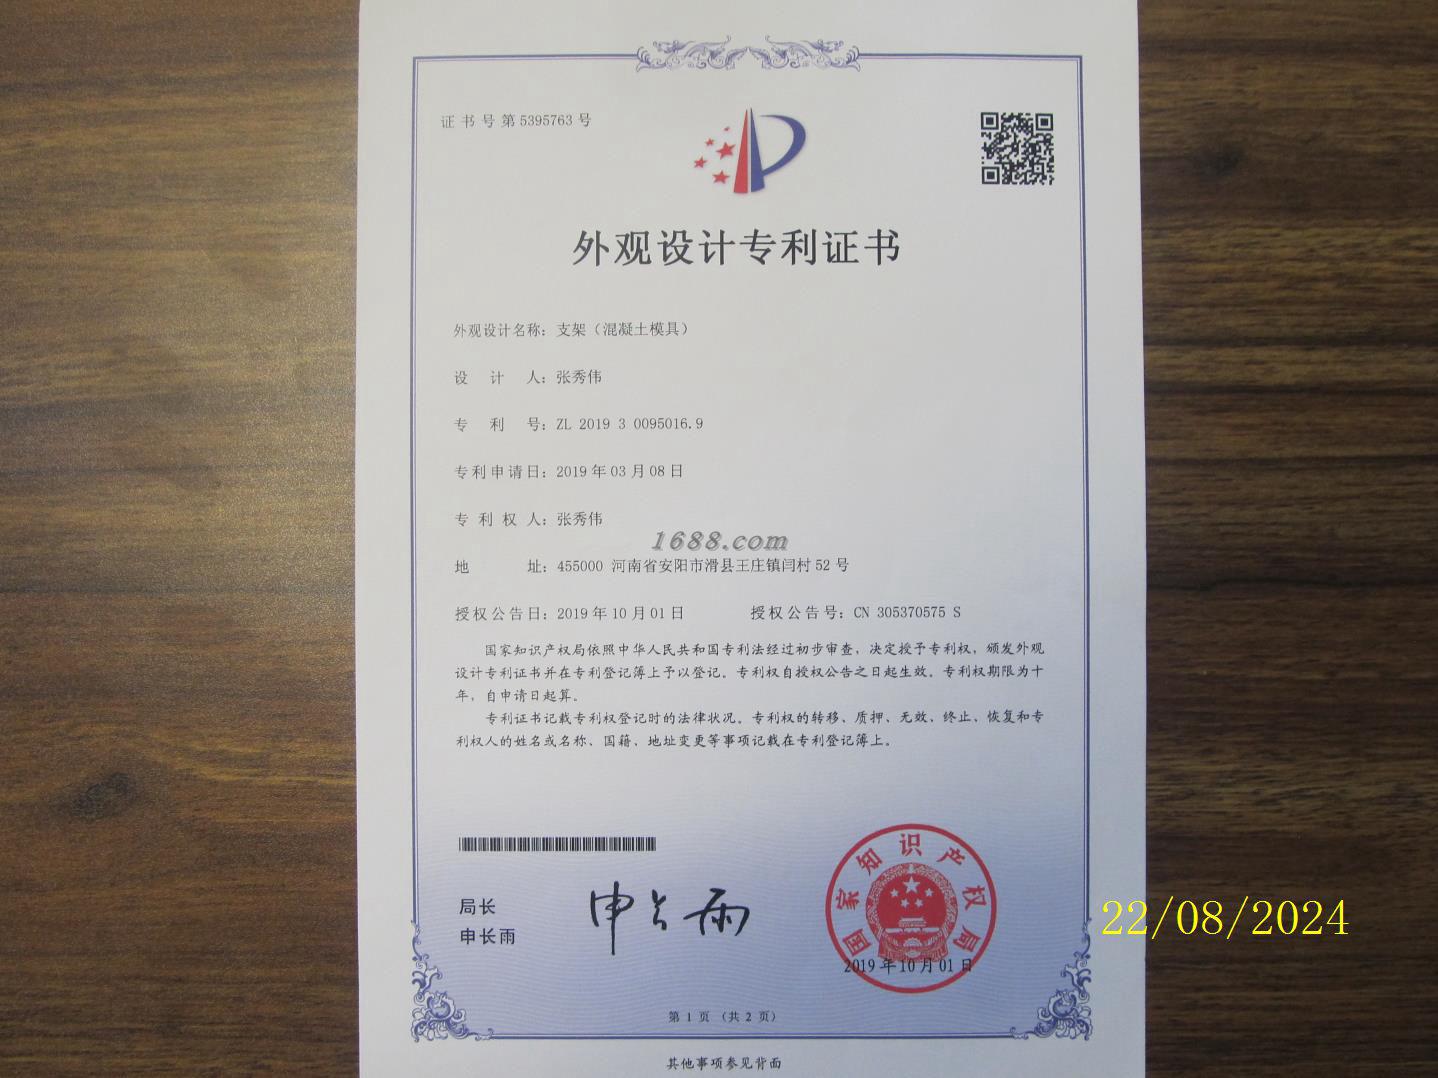 证书号第5395763号
外观设计专利证书
外观设计名称：支架（混凝土模具）
设计人：张秀伟
专利号：ZL 2019 3 0095016.9
专利申请日：2019年03月08日
专利权人：张秀伟
1688.com
地址：455000 河南省安阳市滑县王庄镇闫村52号
授权公告日：2019年10月01日 授权公告号：CN 305370575 S
国家知识产权局依照中华人民共和国专利法经过初步审查，决定授予专利权，颁发外观
设计专利证书并在专利登记簿上予以登记。专利权自授权公告之日起生效。专利权期限为十
年，自申请日起算。
专利证书记载专利权登记时的法律状况。专利权的转移、质押、无效、终止、恢复和专
利权人的姓名或名称、国籍、地址变更等事项记载在专利登记簿上。
局长
申长雨
申长雨
国家知识产权局
2019年10月01日
22/08/2024
第 1 页 （共 2 页）
其他事项参见背面